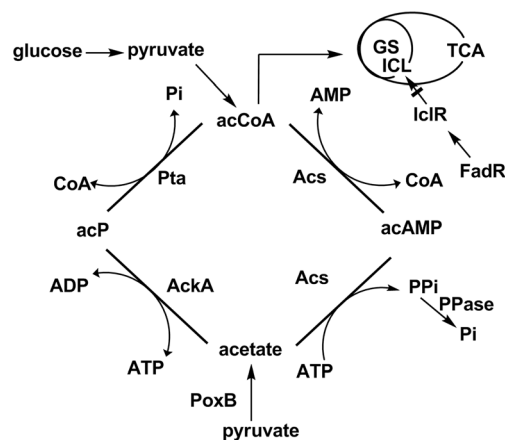 glucose
pyruvate
GS
ICL
TCA
Pi
AMP
acCoA
IclR
FadR
CoA
Pta
Acs
CoA
acP
acAMP
ADP
AckA
Acs
PPi
PPase
Pi
acetate
ATP
ATP
PoxB
pyruvate